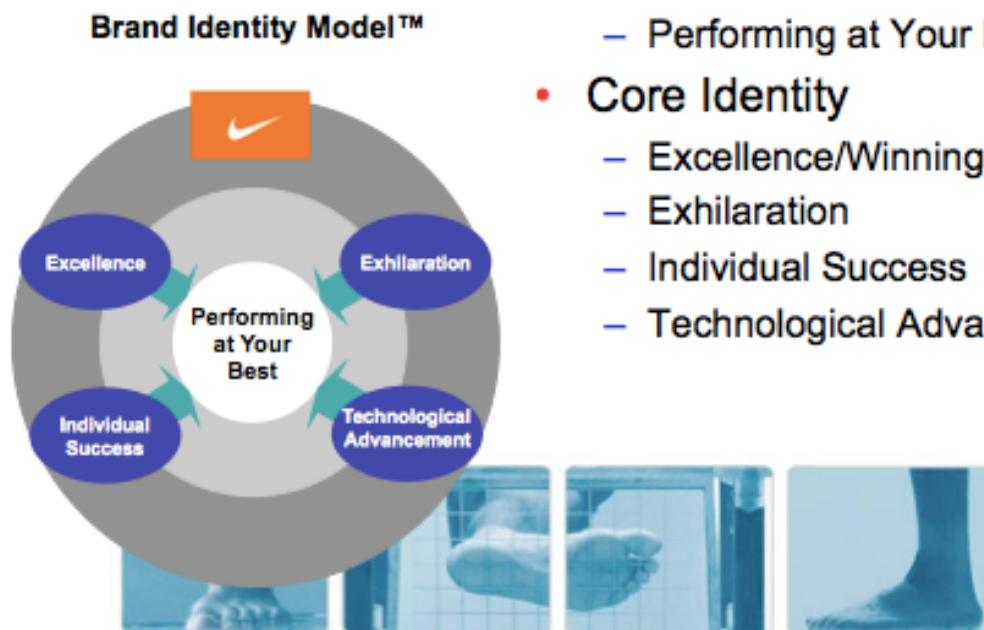 Brand Identity Model™
Excellence
Exhilaration
Performing
at Your
Best
Individual
Success
Technological
Advancement
– Performing at Your
• Core Identity
– Excellence/Winning
– Exhilaration
– Individual Success
– Technological Adva